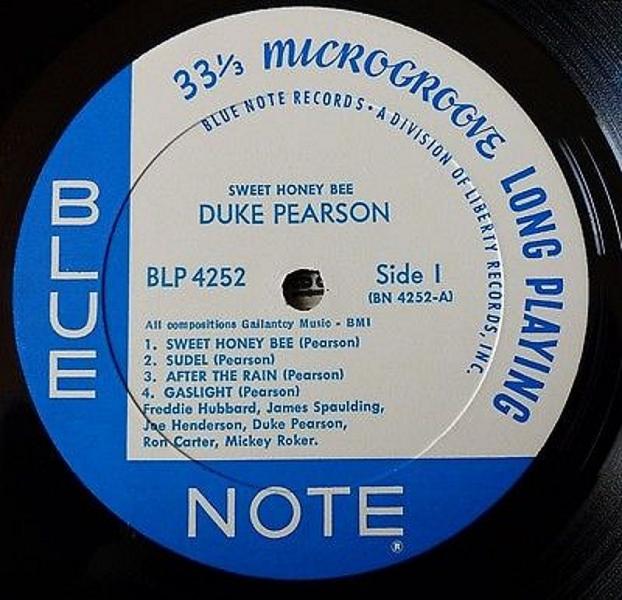 33⅓ MICROGROOVE LONG PLAYING
BLUE NOTE RECORDS • A DIVISION OF LIBERTY RECORDS, INC.
SWEET HONEY BEE
DUKE PEARSON
BLP 4252
Side 1
(BN 4252-A)
All compositions Gallantcy Music - BMI
1. SWEET HONEY BEE (Pearson)
2. SUDEL (Pearson)
3. AFTER THE RAIN (Pearson)
4. GASLIGHT (Pearson)
Freddie Hubbard, James Spaulding,
Joe Henderson, Duke Pearson,
Ron Carter, Mickey Roker.
BLUE
NOTE
®